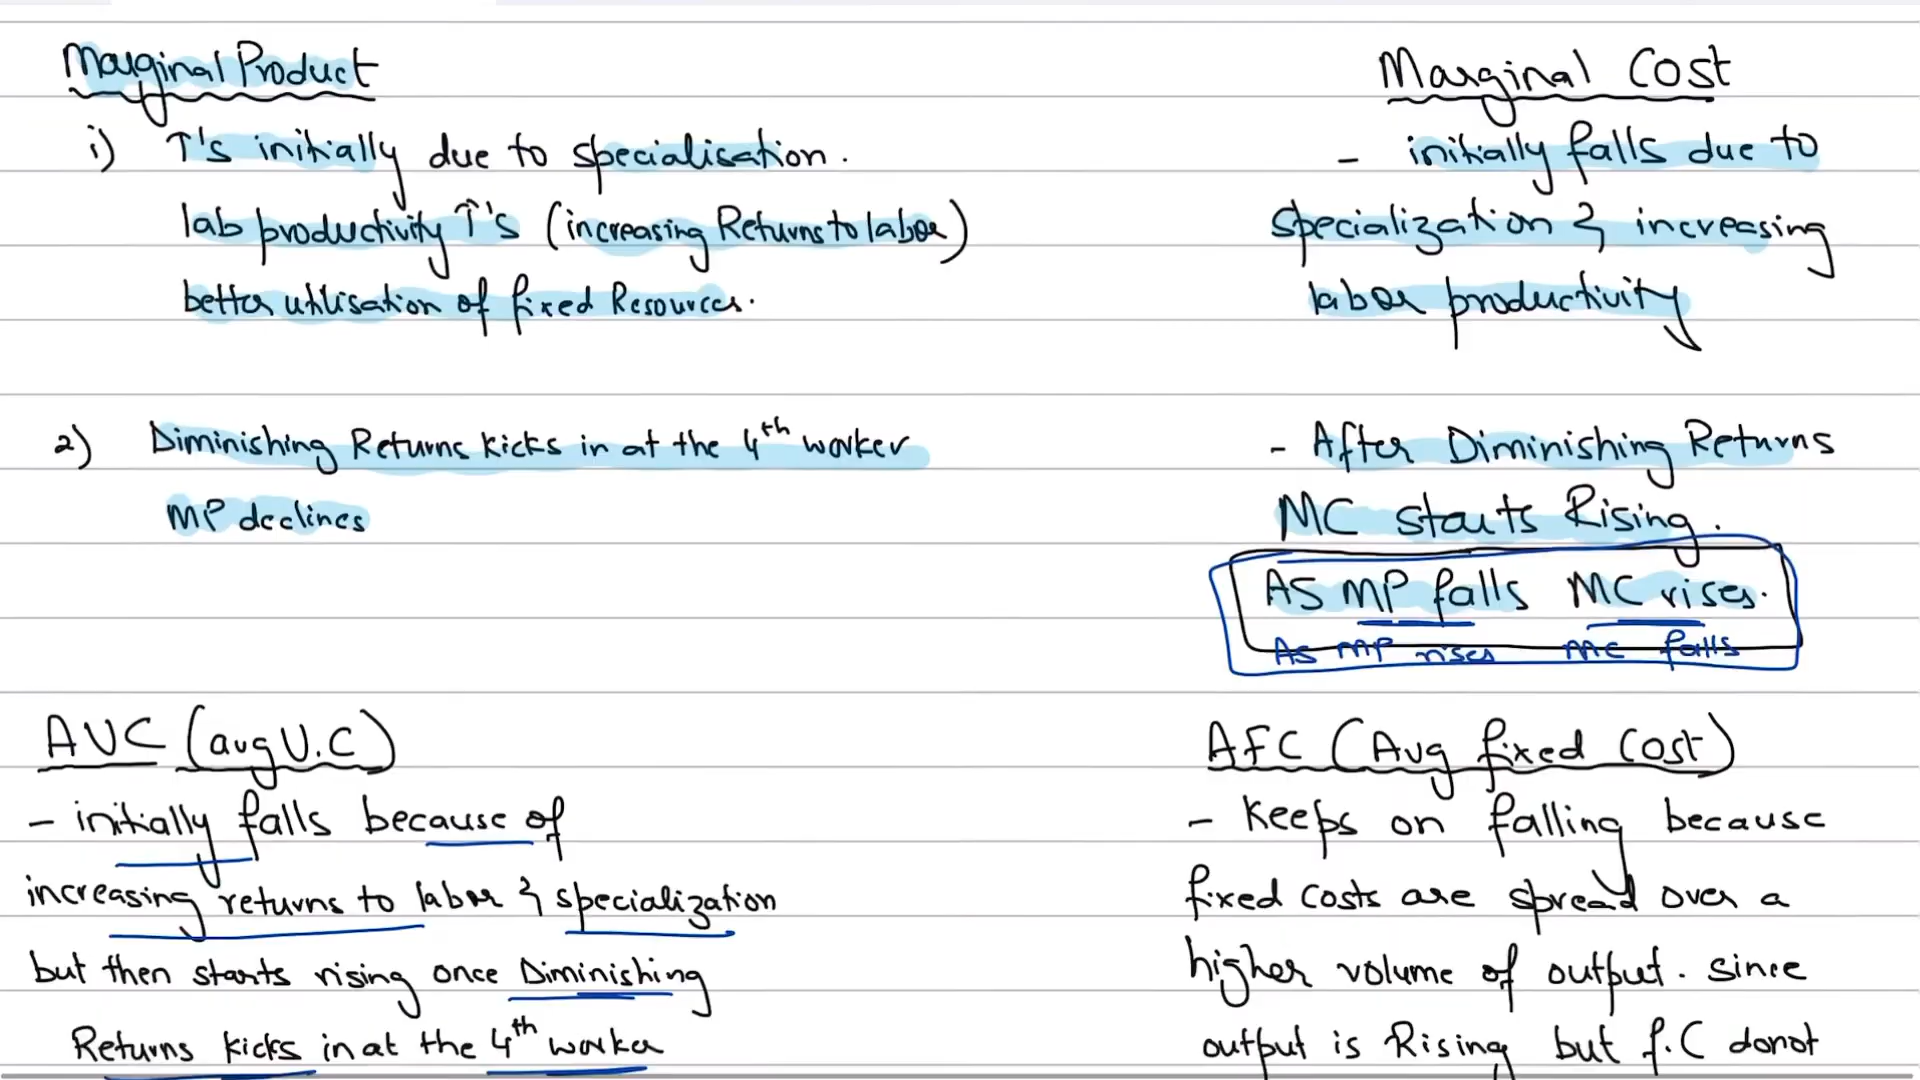 Marginal Product
i) ↑'s initially due to specialisation.
lab productivity ↑'s (increasing Returns to labor)
better utilisation of fixed Resources.
2) Diminishing Returns kicks in at the 4th worker
MP declines
Marginal Cost
- initially falls due to
specialization & increasing
labor productivity
- After Diminishing Returns
MC starts Rising.
AS MP falls MC rises.
As MP rises MC falls
AVC (avg V.C)
- initially falls because of
increasing returns to labor & specialization
but then starts rising once Diminishing
Returns kicks in at the 4th worker
AFC (Avg fixed Cost)
- Keeps on falling because
fixed costs are spread over a
higher volume of output. since
output is Rising but f.C donot